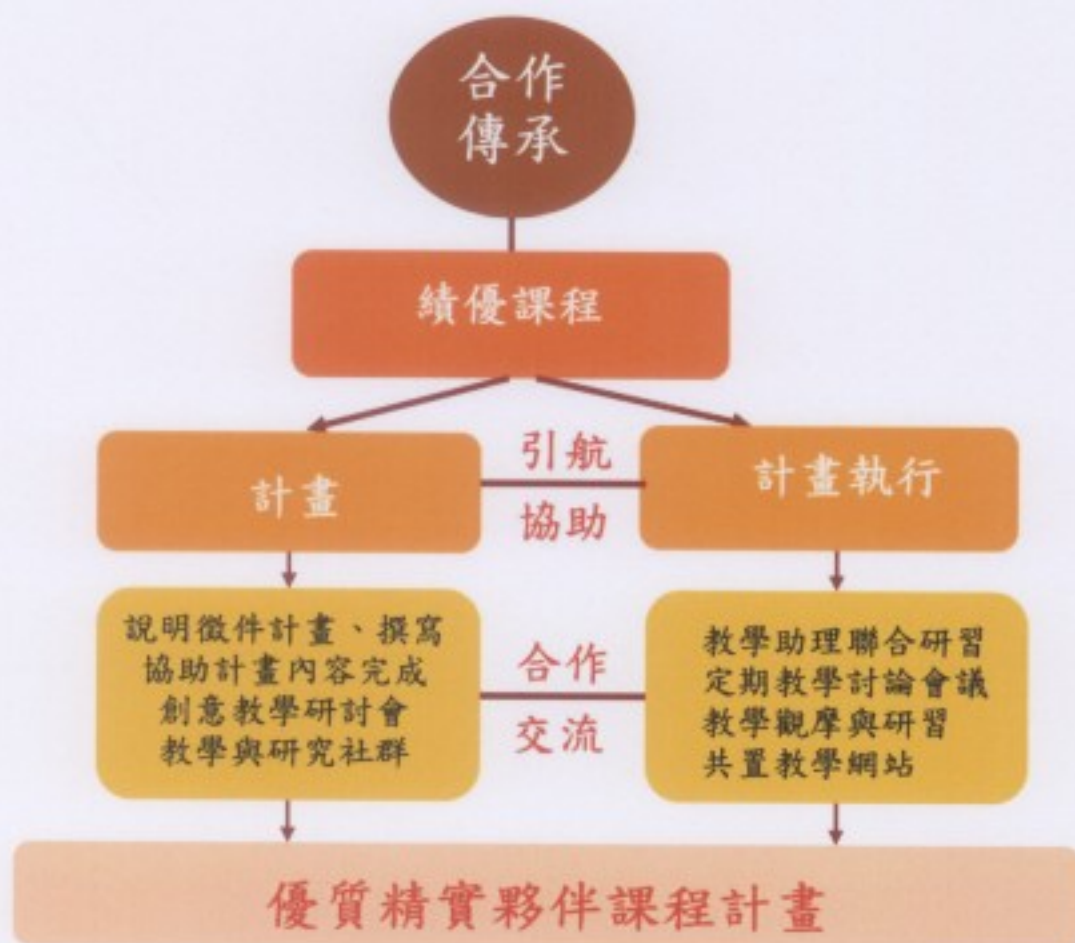 合作
傳承
績優課程
計畫
引航
協助
計畫執行
說明徵件計畫、撰寫
協助計畫內容完成
創意教學研討會
教學與研究社群
合作
交流
教學助理聯合研習
定期教學討論會議
教學觀摩與研習
共置教學網站
優質精實夥伴課程計畫